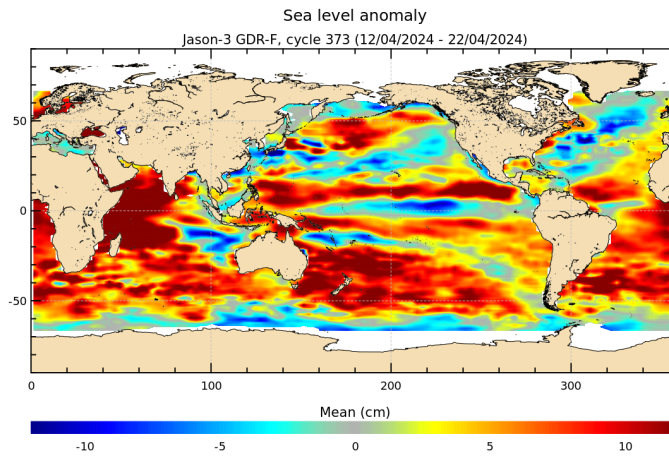 Sea level anomaly
Jason-3 GDR-F, cycle 373 (12/04/2024 - 22/04/2024)
50
0
-50
0 100 200 300
Mean (cm)
-10 -5 0 5 10